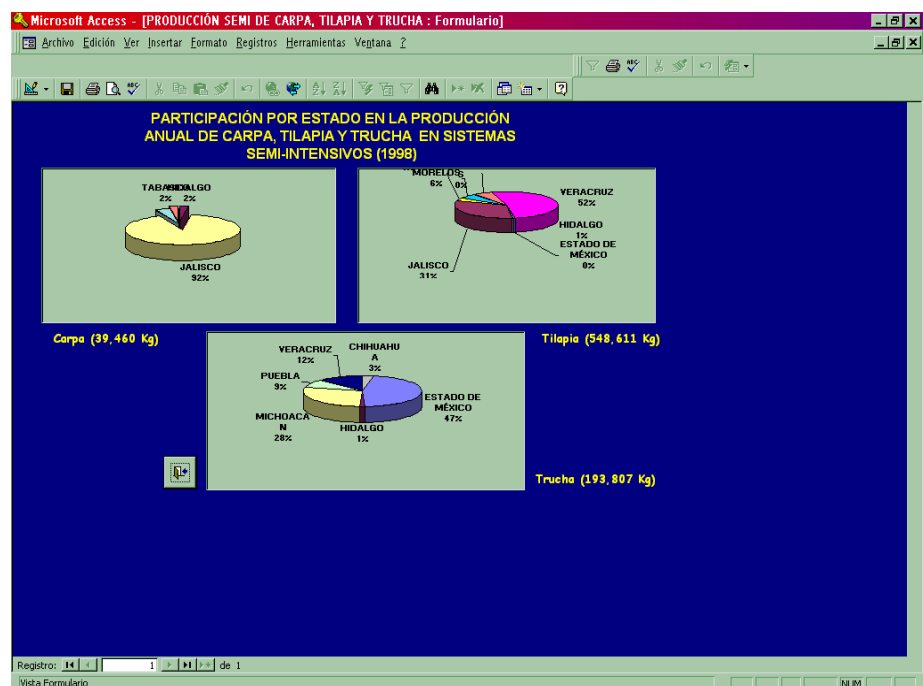 Microsoft Access - [PRODUCCIÓN SEMI DE CARPA, TILAPIA Y TRUCHA : Formulario]
Archivo Edición Ver Insertar Formato Registros Herramientas Ventana ?
PARTICIPACIÓN POR ESTADO EN LA PRODUCCIÓN
ANUAL DE CARPA, TILAPIA Y TRUCHA EN SISTEMAS
SEMI-INTENSIVOS (1998)
2%
2%
JALISCO
92%
MORELOS
6%
0%
VERACRUZ
52%
HIDALGO
1%
ESTADO DE
MÉXICO
0%
JALISCO
31%
Carpa (39,460 Kg)
Tilapia (548,611 Kg)
VERACRUZ
12%
CHIHUAHU
A
3%
PUEBLA
9%
ESTADO DE
MÉXICO
47%
MICHOACA
N
28%
HIDALGO
1%
Trucha (193,807 Kg)
Registro: 1 de 1
Vista Formulario
NUM